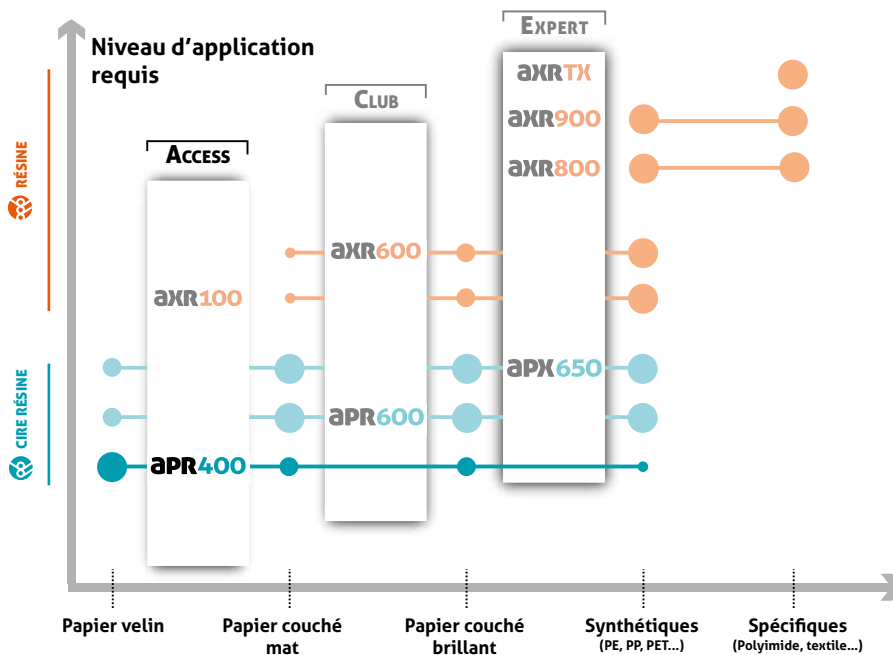 Niveau d’application
requis
EXPERT
CLUB
ACCESS
RÉSINE
CIRE RÉSINE
aXRTX
aXR900
aXR800
aXR600
aXR100
aPX650
aPR600
aPR400
Papier velin
Papier couché
mat
Papier couché
brillant
Synthétiques
(PE, PP, PET...)
Spécifiques
(Polyimide, textile...)